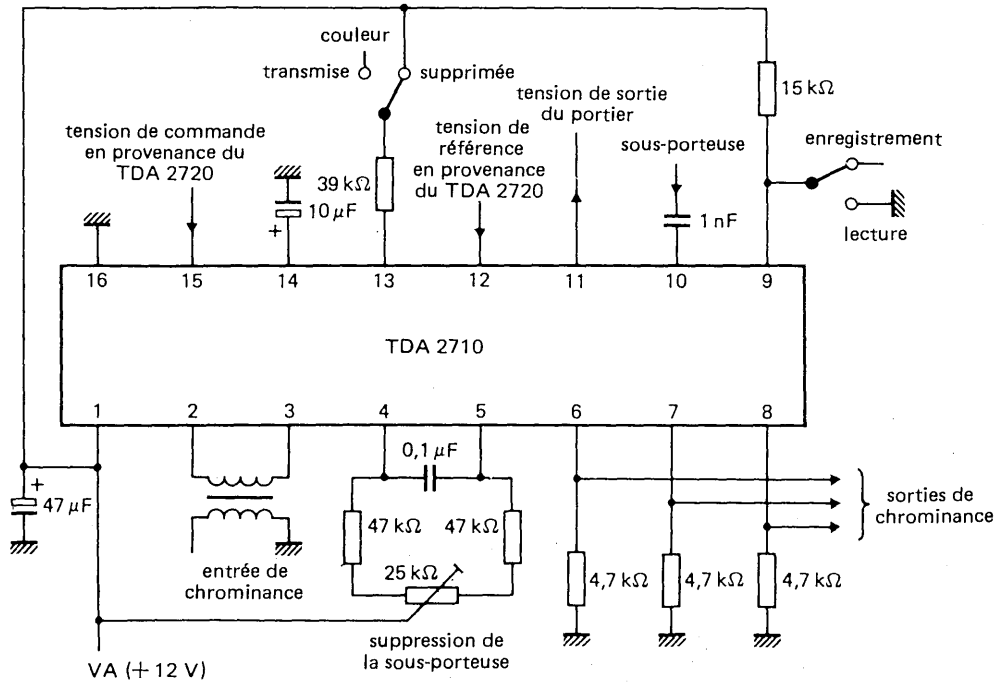 couleur
transmise
supprimée
15 kΩ
tension de commande
en provenance du
TDA 2720
tension de
référence
en provenance
du TDA 2720
tension de sortie
du portier
sous-porteuse
enregistrement
39 kΩ
10 µF
+
1 nF
lecture
16 15 14 13 12 11 10 9
TDA 2710
1 2 3 4 5 6 7 8
+
47 µF
0,1 µF
47 kΩ
47 kΩ
25 kΩ
entrée de
chrominance
suppression de
la sous-porteuse
4,7 kΩ
4,7 kΩ
4,7 kΩ
sorties de
chrominance
VA (+ 12 V)